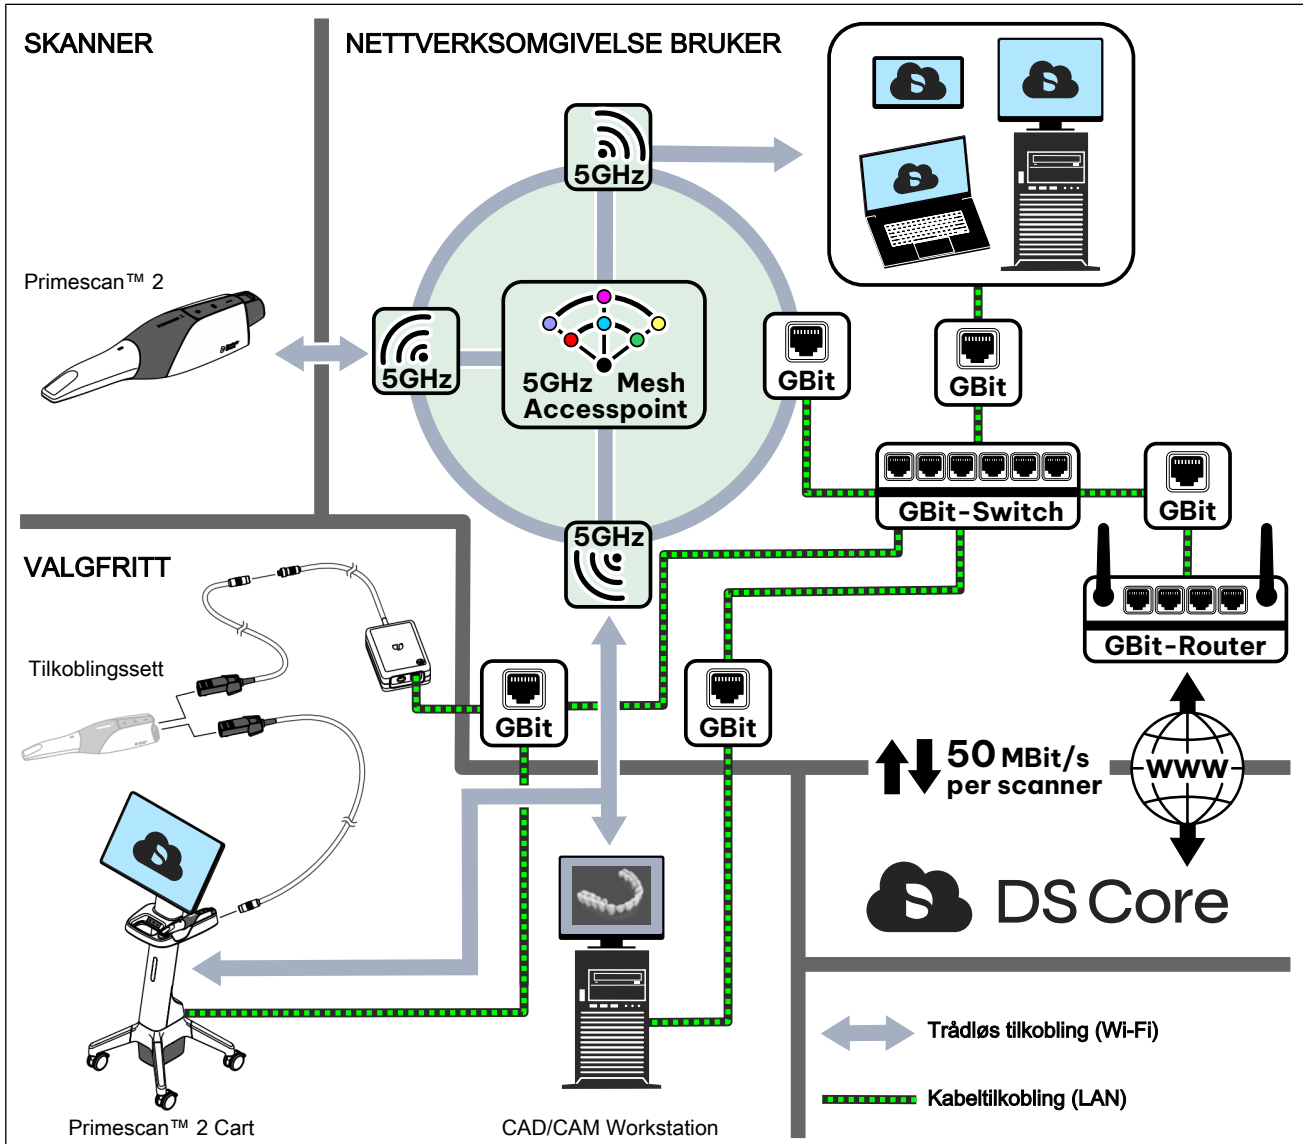 SKANNER
NETTVERKSOMGIVELSE BRUKER
5GHz
Primescan™ 2
5GHz
5GHz Mesh
Accesspoint
GBit
GBit
GBit-Switch
GBit
5GHz
GBit-Router
VALGFRITT
Tilkoblingssett
GBit
GBit
50 MBit/s
per scanner
WWW
DS Core
Trådløs tilkobling (Wi-Fi)
Kabeltilkobling (LAN)
Primescan™ 2 Cart
CAD/CAM Workstation